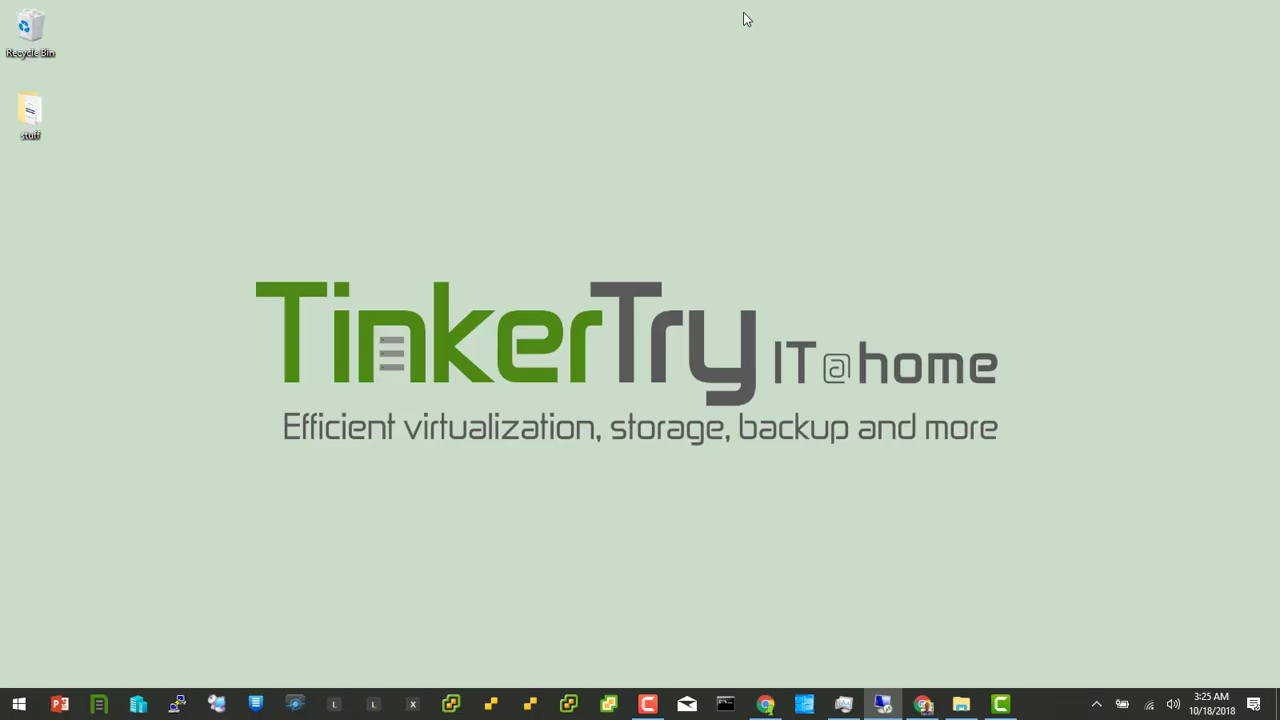 Recycle Bin
stuff
TinkerTry IT@home
Efficient virtualization, storage, backup and more
3:25 AM
10/18/2018